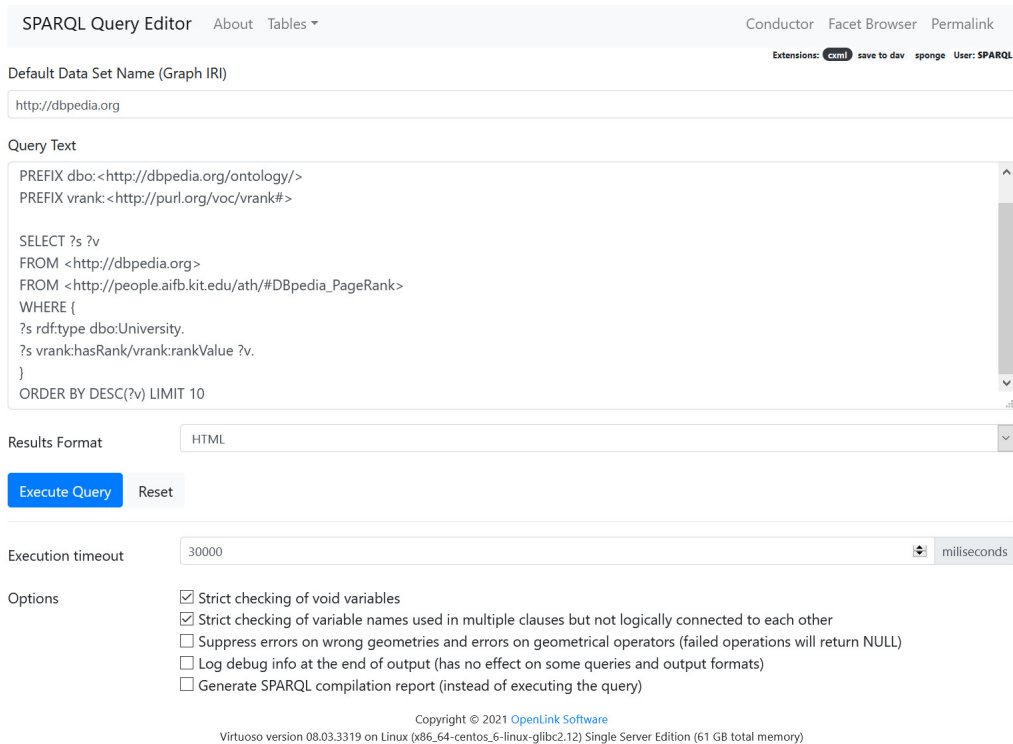 SPARQL Query Editor About Tables Conductor Facet Browser Permalink
Extensions: cxml save to dav sponge User: SPARQL
Default Data Set Name (Graph IRI)
http://dbpedia.org
Query Text
PREFIX dbo:<http://dbpedia.org/ontology/>
PREFIX vrank:<http://purl.org/voc/vrank#>
SELECT ?s ?v
FROM <http://dbpedia.org>
FROM <http://people.aifb.kit.edu/ath/#DBpedia_PageRank>
WHERE {
?s rdf:type dbo:University.
?s vrank:hasRank/vrank:rankValue ?v.
}
ORDER BY DESC(?v) LIMIT 10
Results Format HTML
Execute Query Reset
Execution timeout 30000 miliseconds
Options Strict checking of void variables
Strict checking of variable names used in multiple clauses but not logically connected to each other
Suppress errors on wrong geometries and errors on geometrical operators (failed operations will return NULL)
Log debug info at the end of output (has no effect on some queries and output formats)
Generate SPARQL compilation report (instead of executing the query)
Copyright © 2021 OpenLink Software
Virtuoso version 08.03.3319 on Linux (x86_64-centos_6-linux-glibc2.12) Single Server Edition (61 GB total memory)